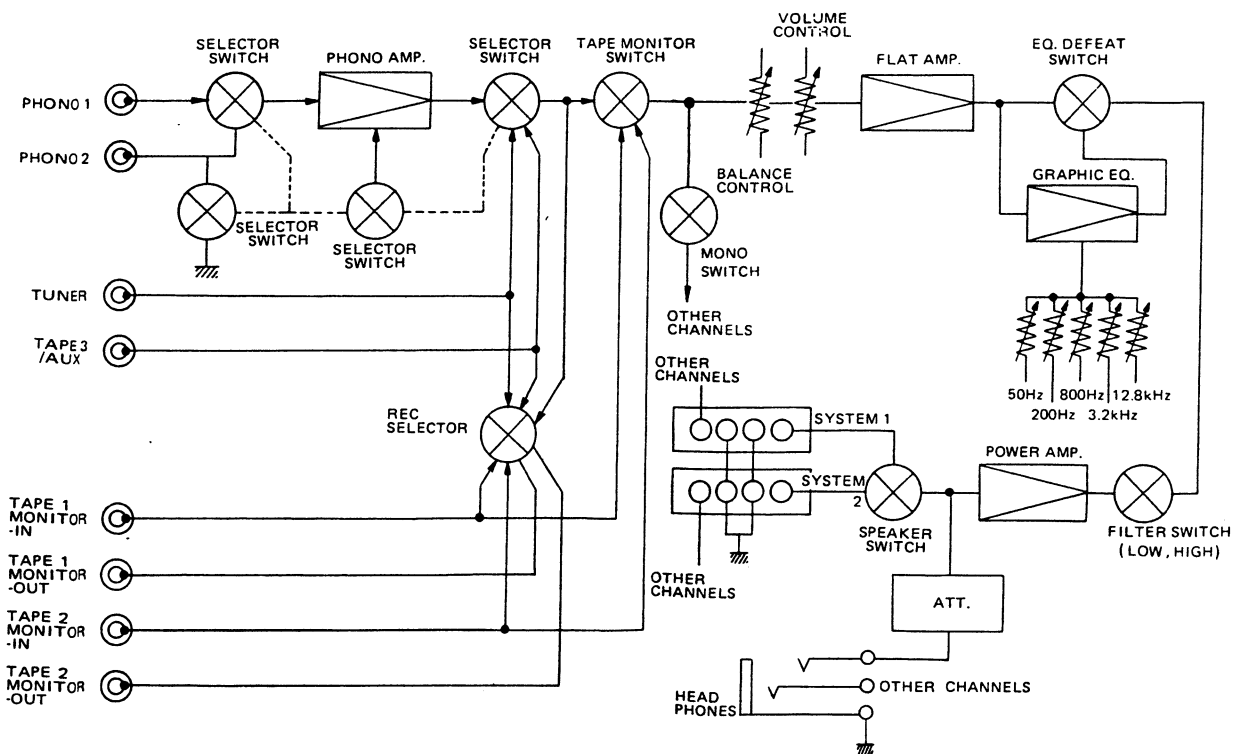 VOLUME
CONTROL
SELECTOR
SWITCH
PHONO AMP.
SELECTOR
SWITCH
TAPE MONITOR
SWITCH
FLAT AMP.
EQ. DEFEAT
SWITCH
PHONO 1
PHONO 2
BALANCE
CONTROL
GRAPHIC EQ.
SELECTOR
SWITCH
SELECTOR
SWITCH
MONO
SWITCH
TUNER
OTHER
CHANNELS
TAPE 3
/AUX
OTHER
CHANNELS
50Hz 800Hz 12.8kHz
200Hz 3.2kHz
REC
SELECTOR
SYSTEM 1
POWER AMP.
SYSTEM
2
TAPE 1
MONITOR
-IN
SPEAKER
SWITCH
FILTER SWITCH
(LOW, HIGH)
TAPE 1
MONITOR
-OUT
OTHER
CHANNELS
ATT.
TAPE 2
MONITOR
-IN
TAPE 2
MONITOR
-OUT
HEAD
PHONES
OTHER CHANNELS